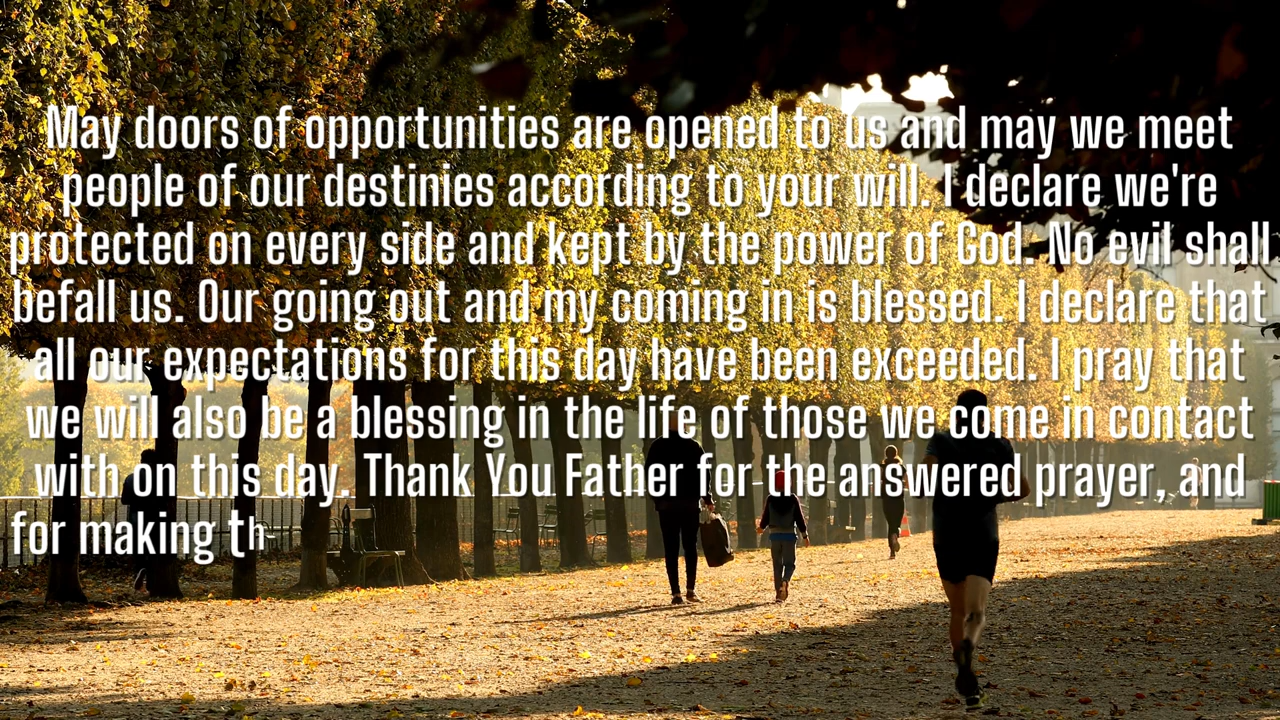 May doors of opportunities are opened to us and may we meet
people of our destinies according to your will. I declare we're
protected on every side and kept by the power of God. No evil shall
befall us. Our going out and my coming in is blessed. I declare that
all our expectations for this day have been exceeded. I pray that
we will also be a blessing in the life of those we come in contact
with on this day. Thank You Father for the answered prayer, and
for making th